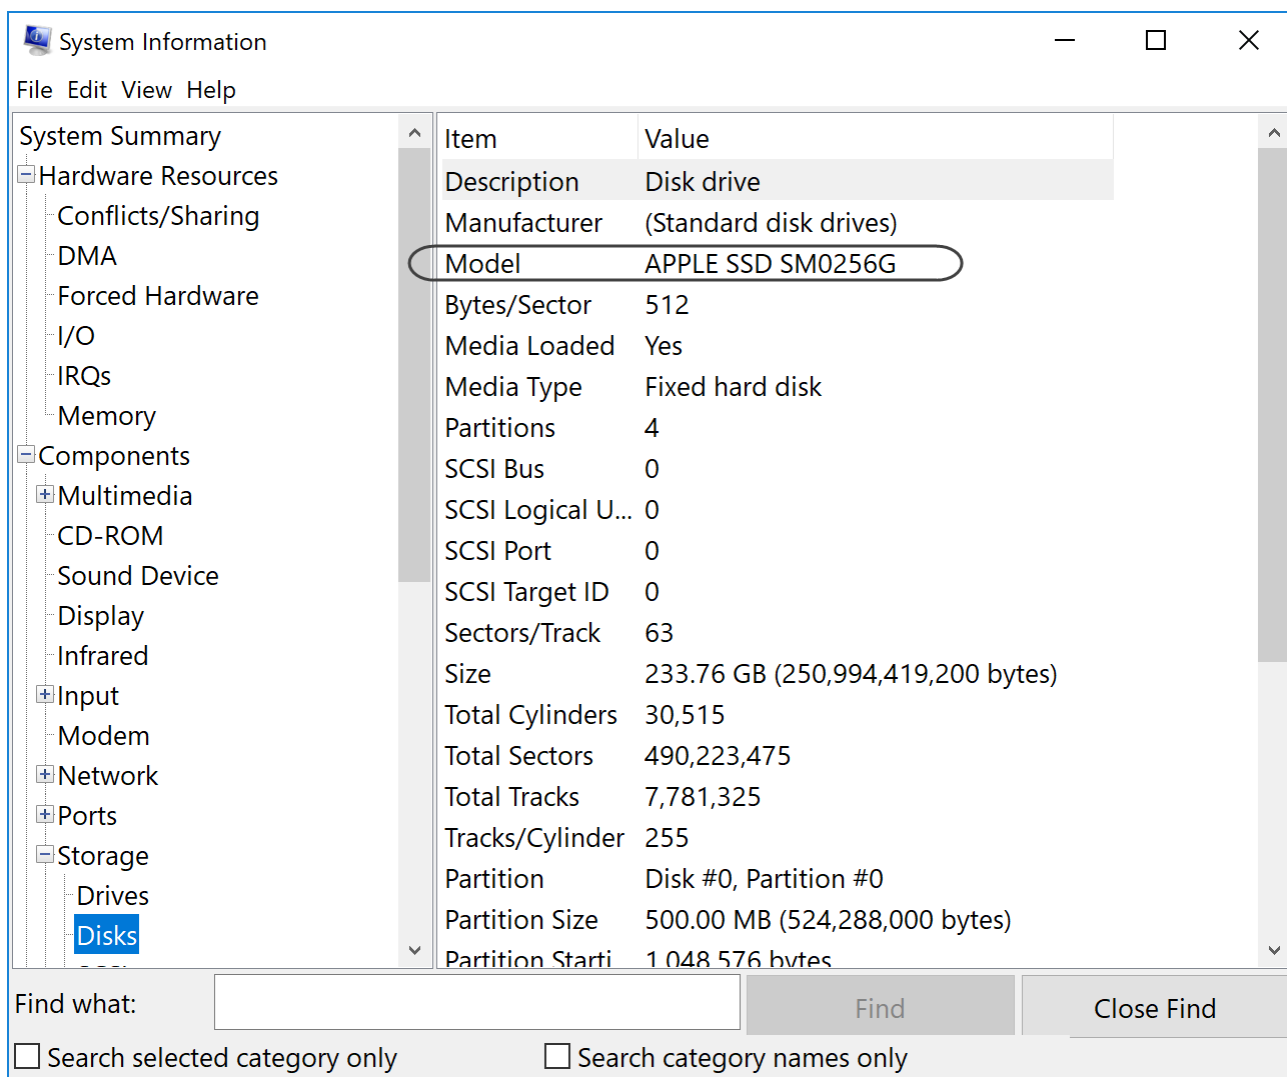 System Information
File Edit View Help
System Summary
Hardware Resources
Conflicts/Sharing
DMA
Forced Hardware
I/O
IRQs
Memory
Components
Multimedia
CD-ROM
Sound Device
Display
Infrared
Input
Modem
Network
Ports
Storage
Drives
Disks
Item Value
Description Disk drive
Manufacturer (Standard disk drives)
Model APPLE SSD SM0256G
Bytes/Sector 512
Media Loaded Yes
Media Type Fixed hard disk
Partitions 4
SCSI Bus 0
SCSI Logical U... 0
SCSI Port 0
SCSI Target ID 0
Sectors/Track 63
Size 233.76 GB (250,994,419,200 bytes)
Total Cylinders 30,515
Total Sectors 490,223,475
Total Tracks 7,781,325
Tracks/Cylinder 255
Partition Disk #0, Partition #0
Partition Size 500.00 MB (524,288,000 bytes)
Partition Starti 1,048,576 bytes
Find what: Find Close Find
Search selected category only Search category names only